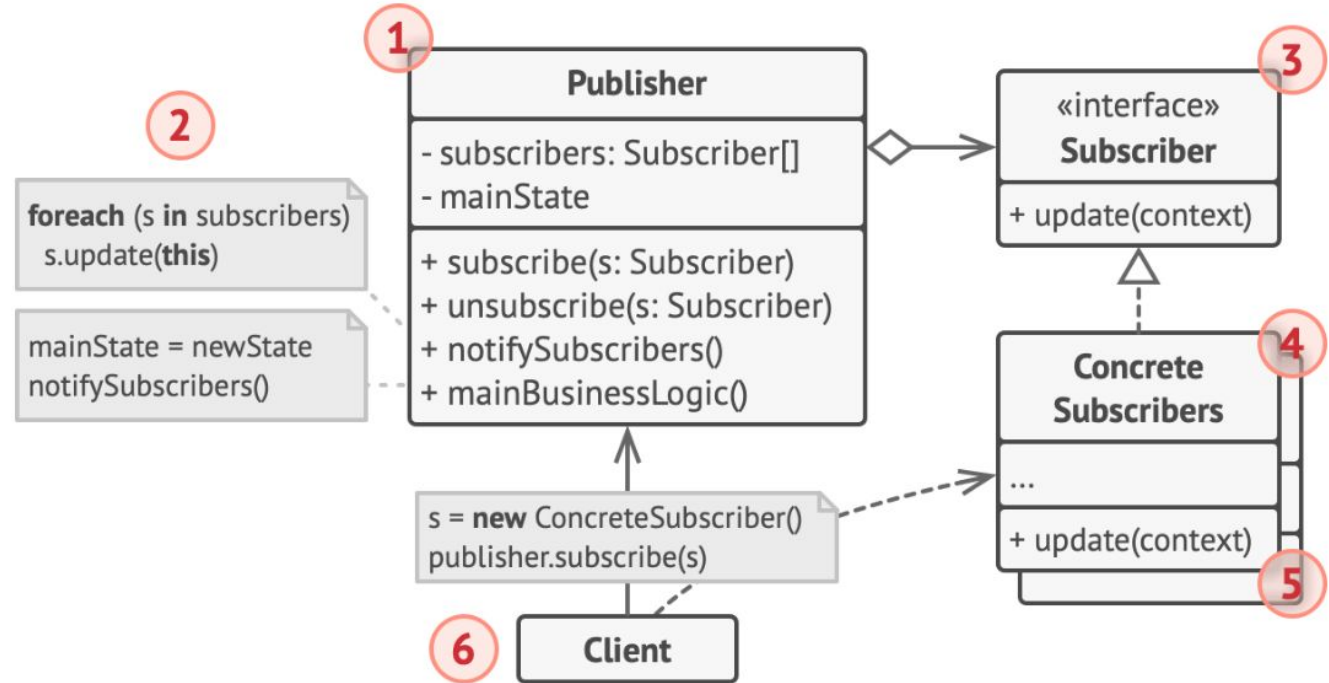 1
Publisher
- subscribers: Subscriber[]
- mainState
+ subscribe(s: Subscriber)
+ unsubscribe(s: Subscriber)
+ notifySubscribers()
+ mainBusinessLogic()
2
foreach (s in subscribers)
s.update(this)
mainState = newState
notifySubscribers()
3
«interface»
Subscriber
+ update(context)
4
Concrete
Subscribers
...
+ update(context)
5
s = new ConcreteSubscriber()
publisher.subscribe(s)
6
Client